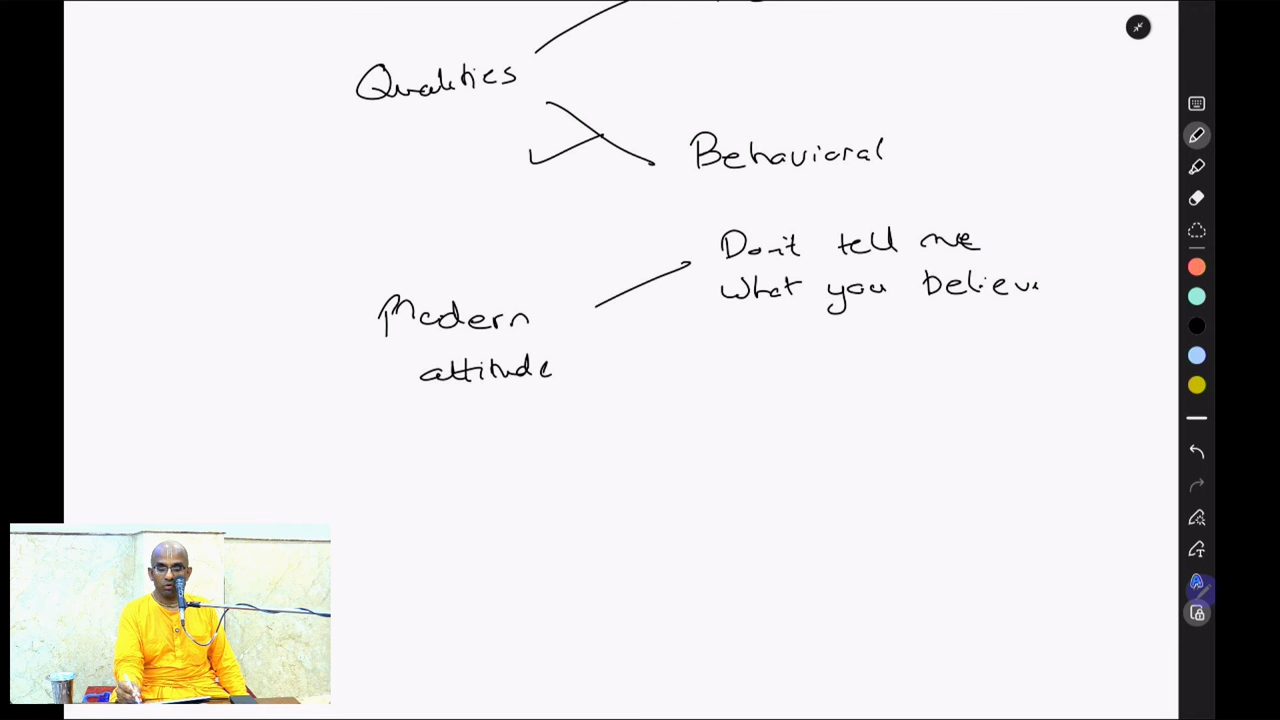 Qualities
Behavioral
Don't tell me
what you believe
Modern
attitude